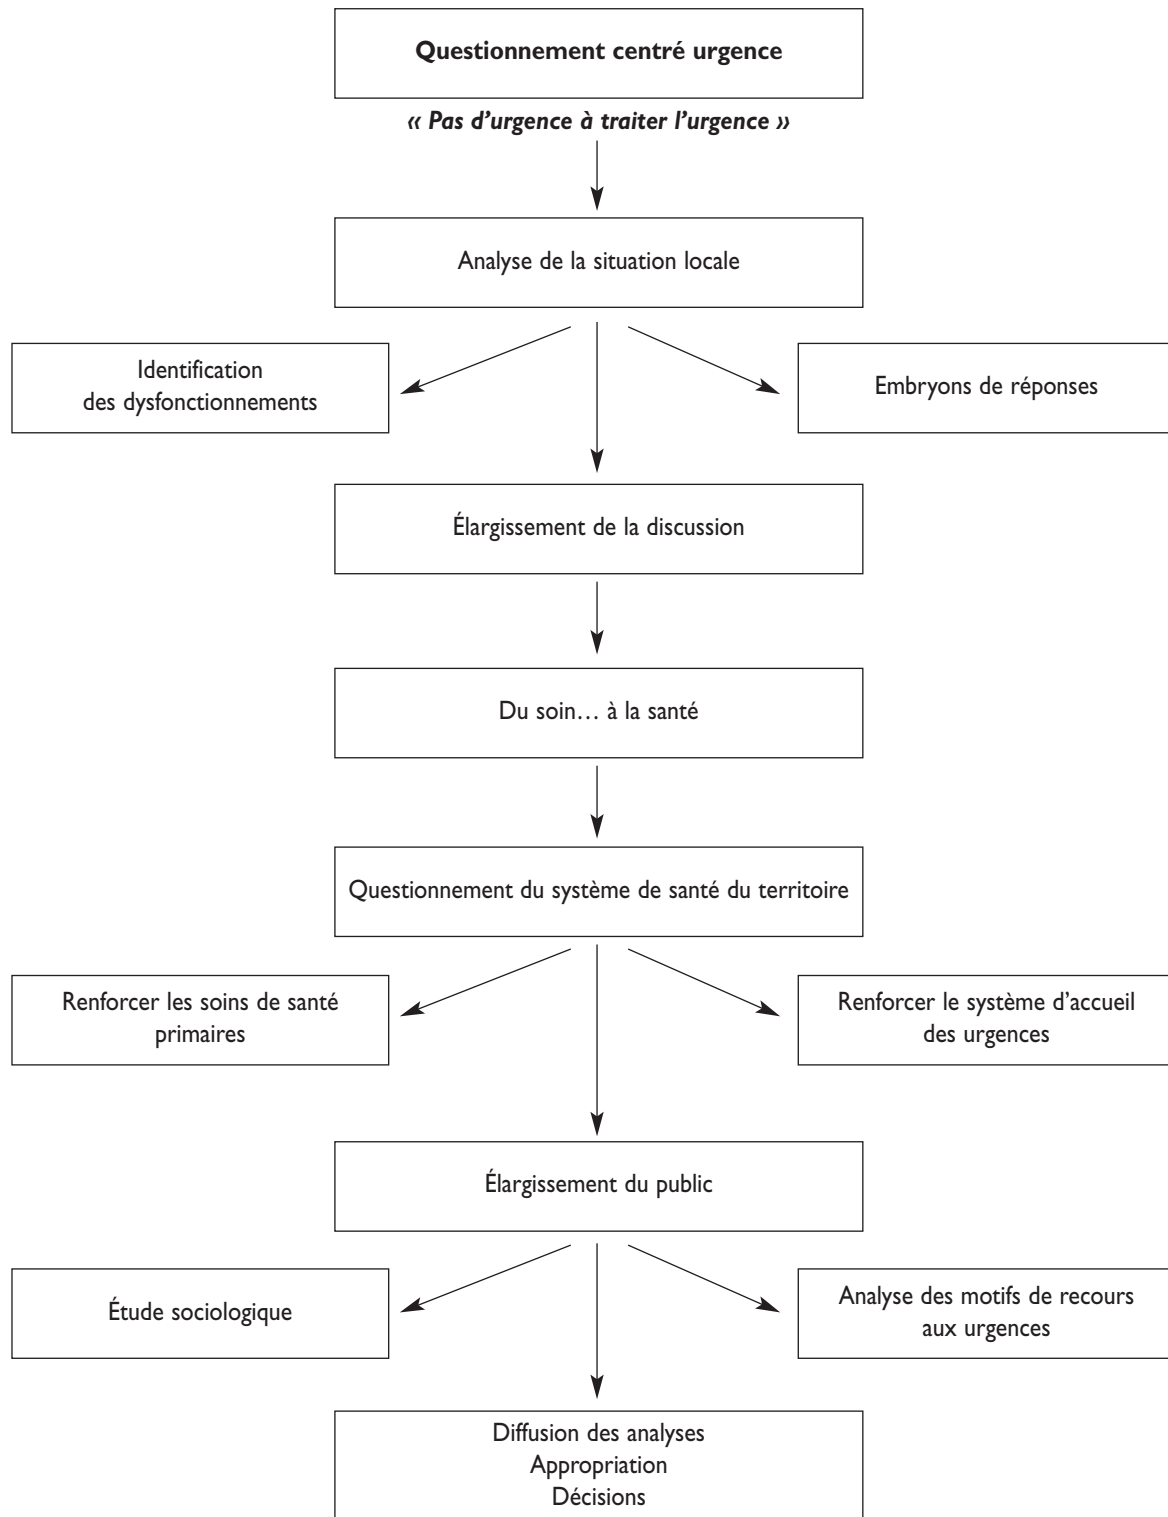 Questionnement centré urgence
« Pas d’urgence à traiter l’urgence »
Analyse de la situation locale
Identification
des dysfonctionnements
Embryons de réponses
Élargissement de la discussion
Du soin… à la santé
Questionnement du système de santé du territoire
Renforcer les soins de santé
primaires
Renforcer le système d’accueil
des urgences
Élargissement du public
Étude sociologique
Analyse des motifs de recours
aux urgences
Diffusion des analyses
Appropriation
Décisions